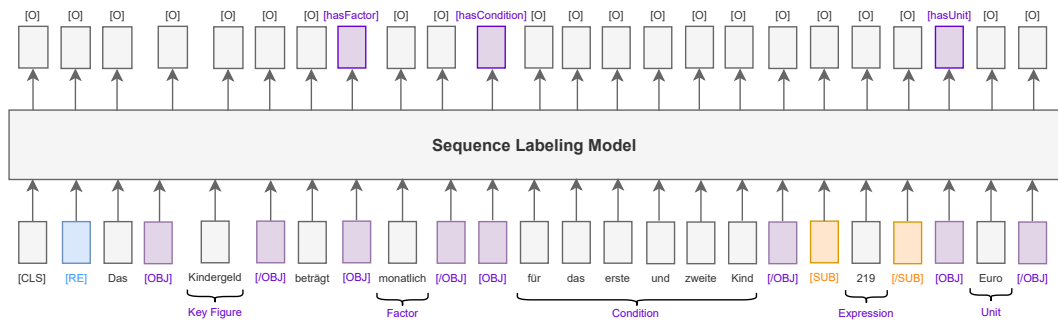 [O] [O] [O] [O] [O] [O] [O] [hasFactor] [O] [O] [hasCondition] [O] [O] [O] [O] [O] [O] [O] [O] [O] [O] [hasUnit] [O] [O]
Sequence Labeling Model
[CLS] [RE] Das [OBJ] Kindergeld [/OBJ] beträgt [OBJ] monatlich [/OBJ] [OBJ] für das erste und zweite Kind [/OBJ] [SUB] 219 [/SUB] [OBJ] Euro [/OBJ]
Key Figure Factor Condition Expression Unit